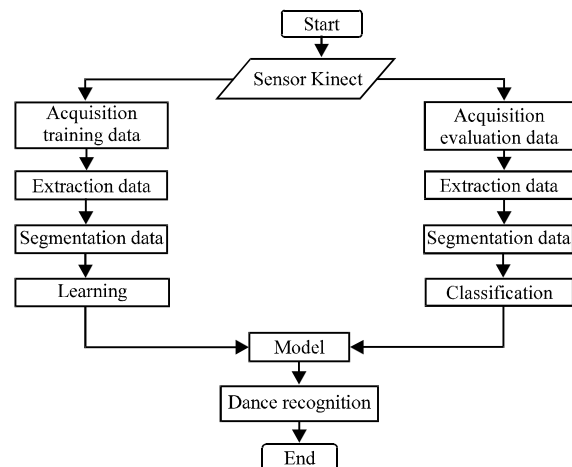 Start
Sensor Kinect
Acquisition
training data
Extraction data
Segmentation data
Learning
Acquisition
evaluation data
Extraction data
Segmentation data
Classification
Model
Dance recognition
End